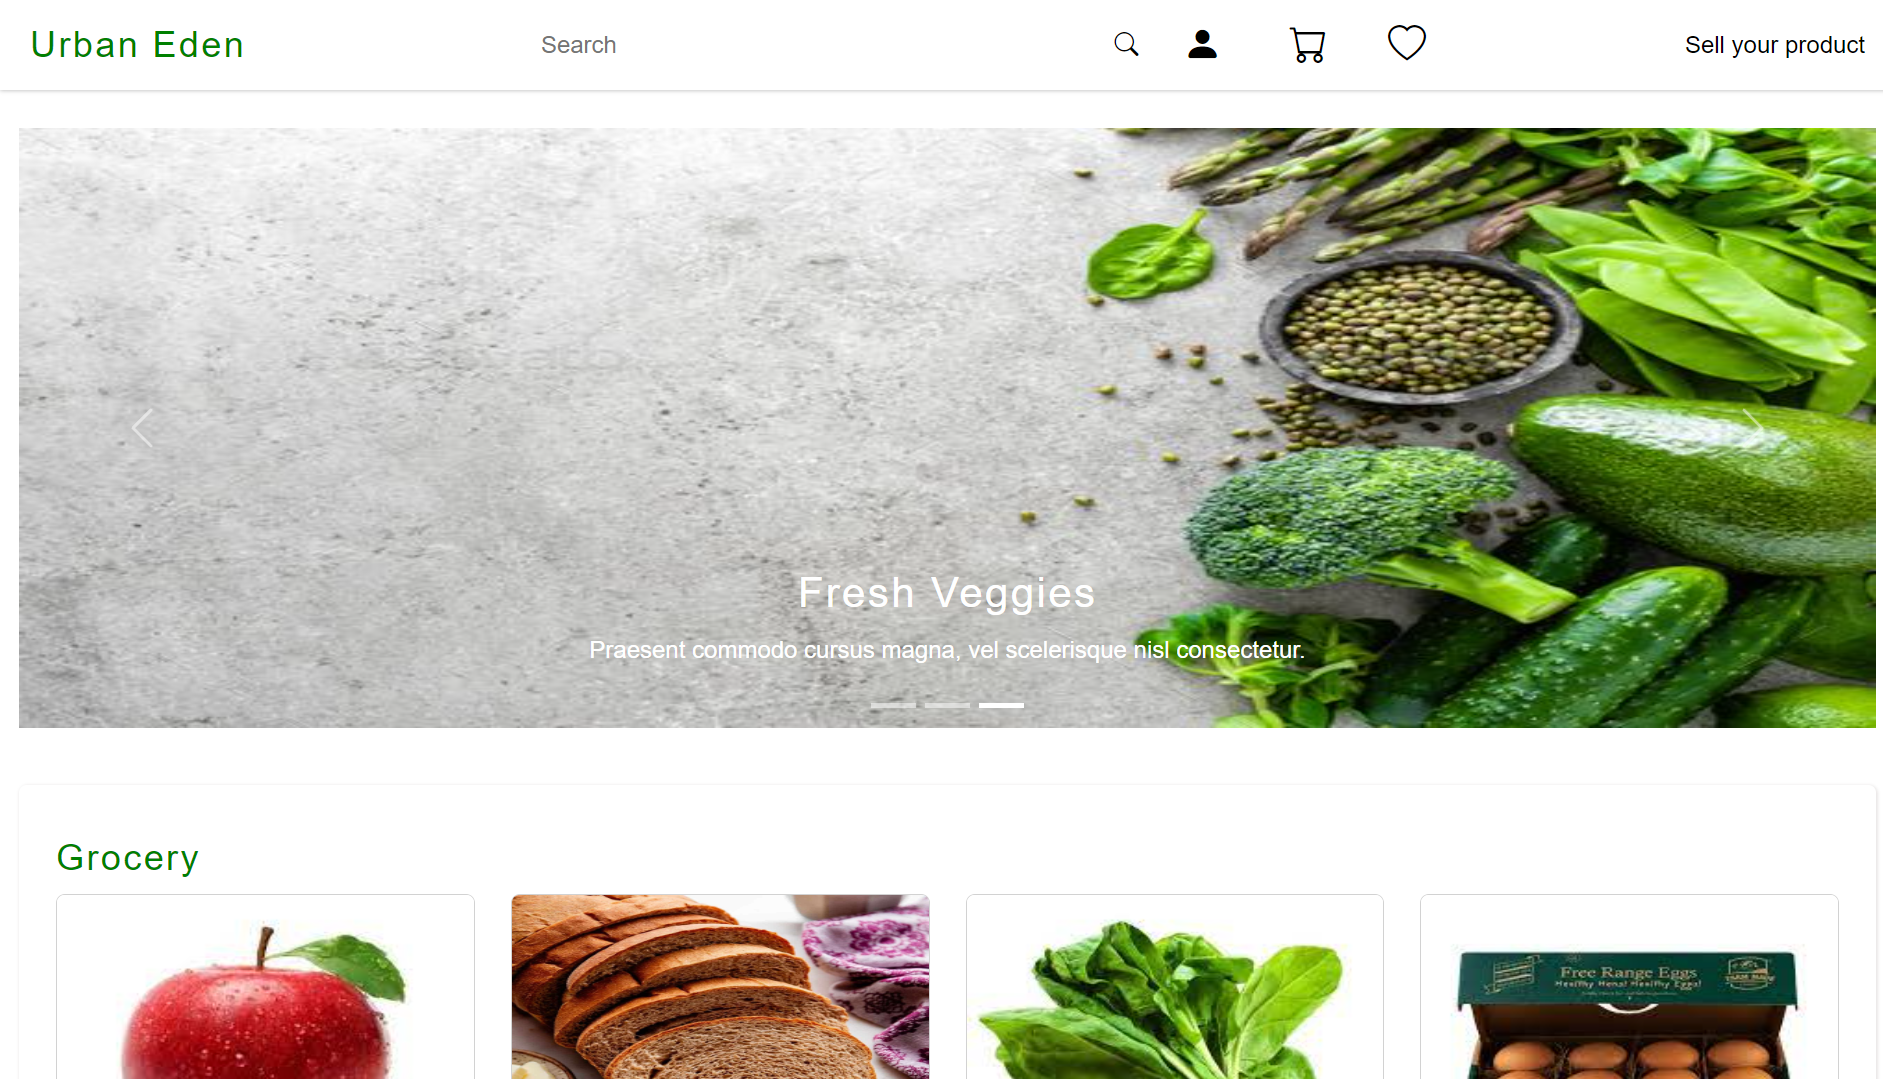 Urban Eden
Search
Sell your product
Fresh Veggies
Praesent commodo cursus magna, vel scelerisque nisl consectetur.
Grocery
Free Range Eggs
Healthy Hens! Healthy Eggs!